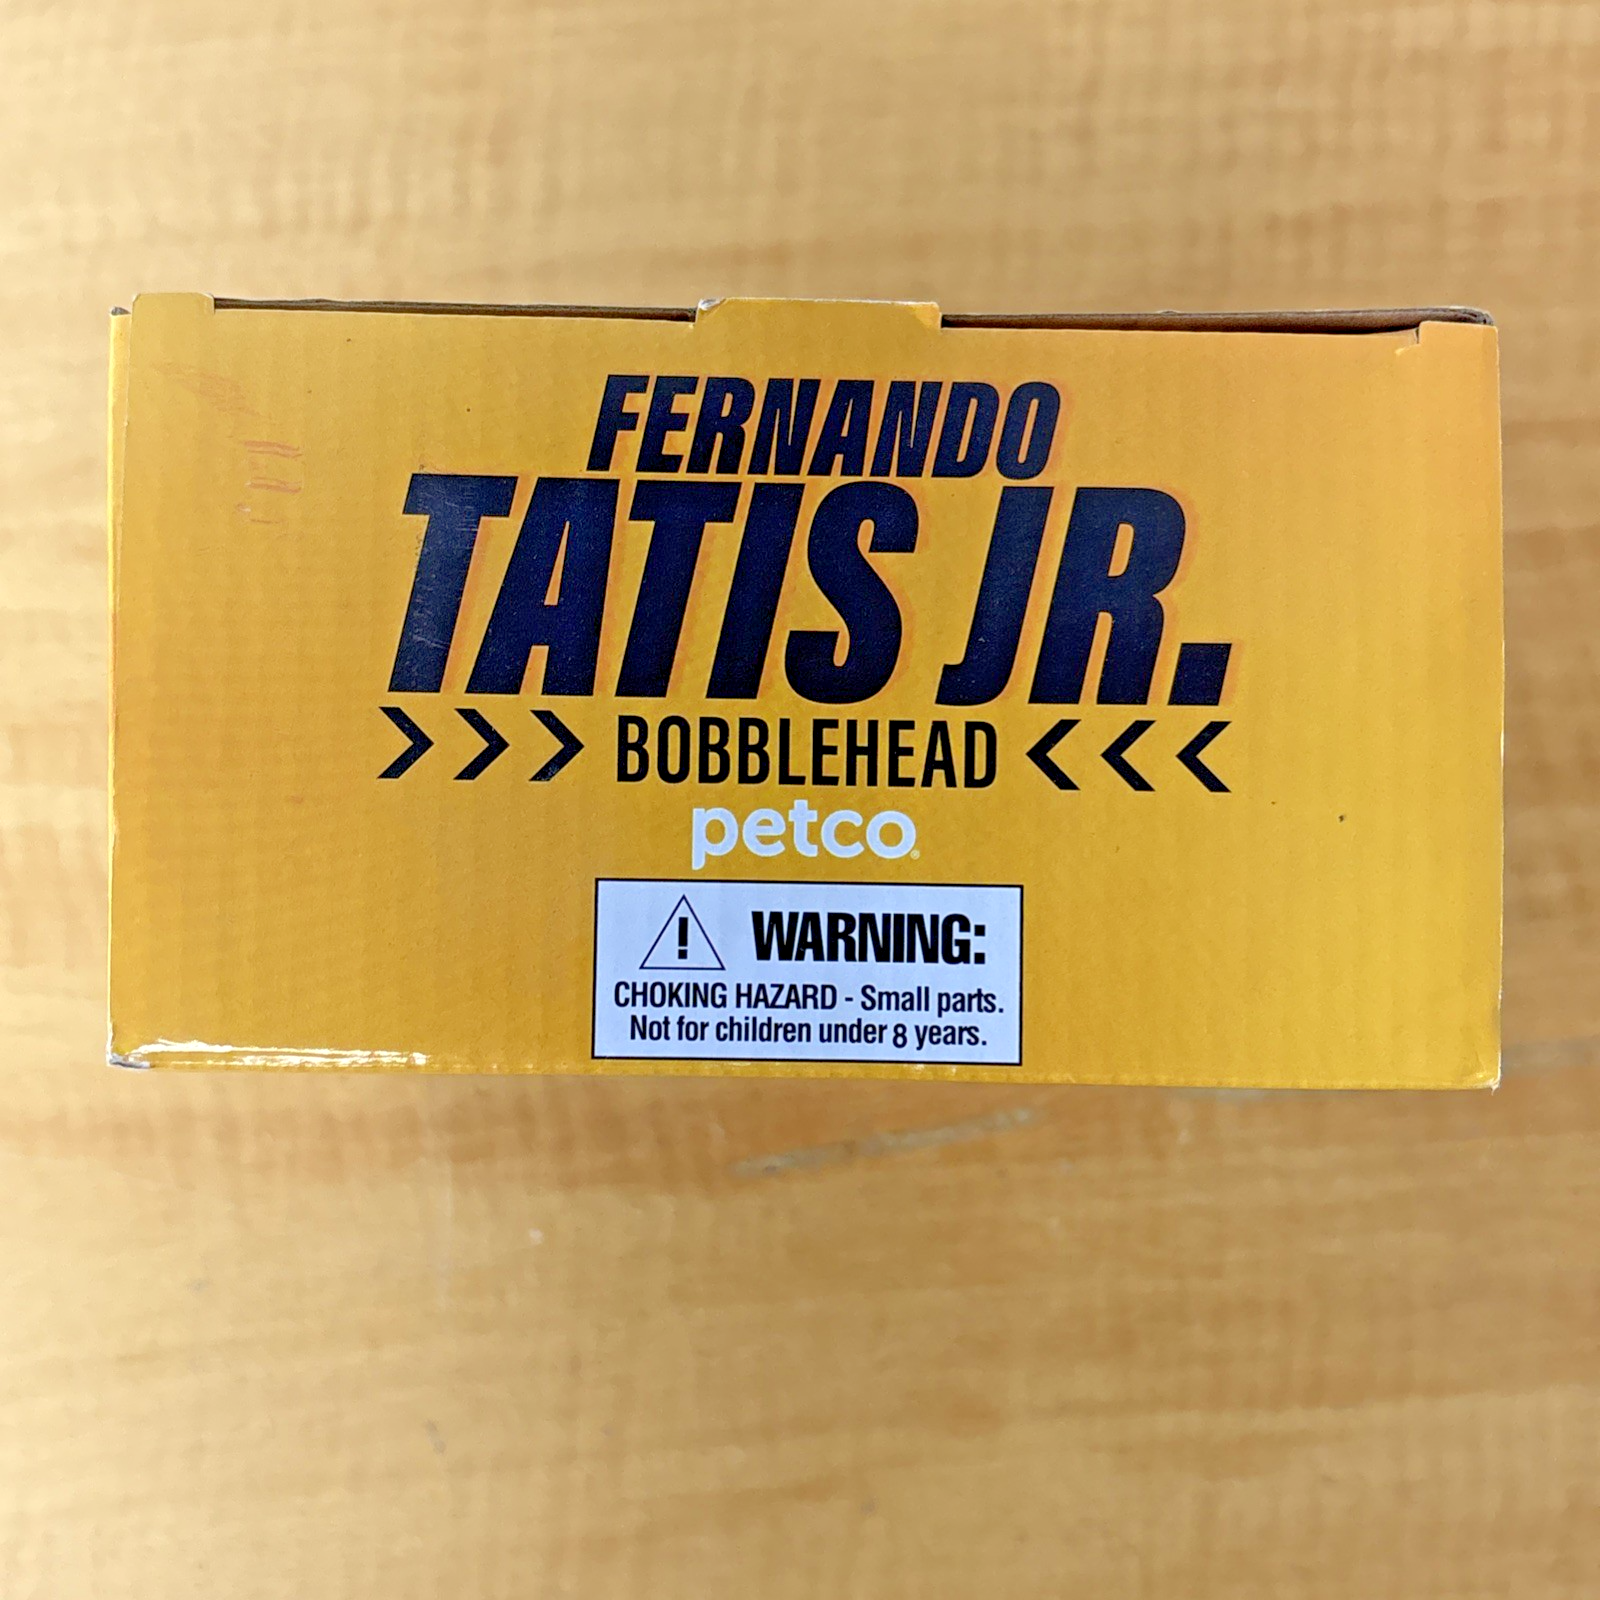 FERNANDO
TATIS JR.
>>> BOBBLEHEAD <<<
petco®
! WARNING:
CHOKING HAZARD - Small parts.
Not for children under 8 years.